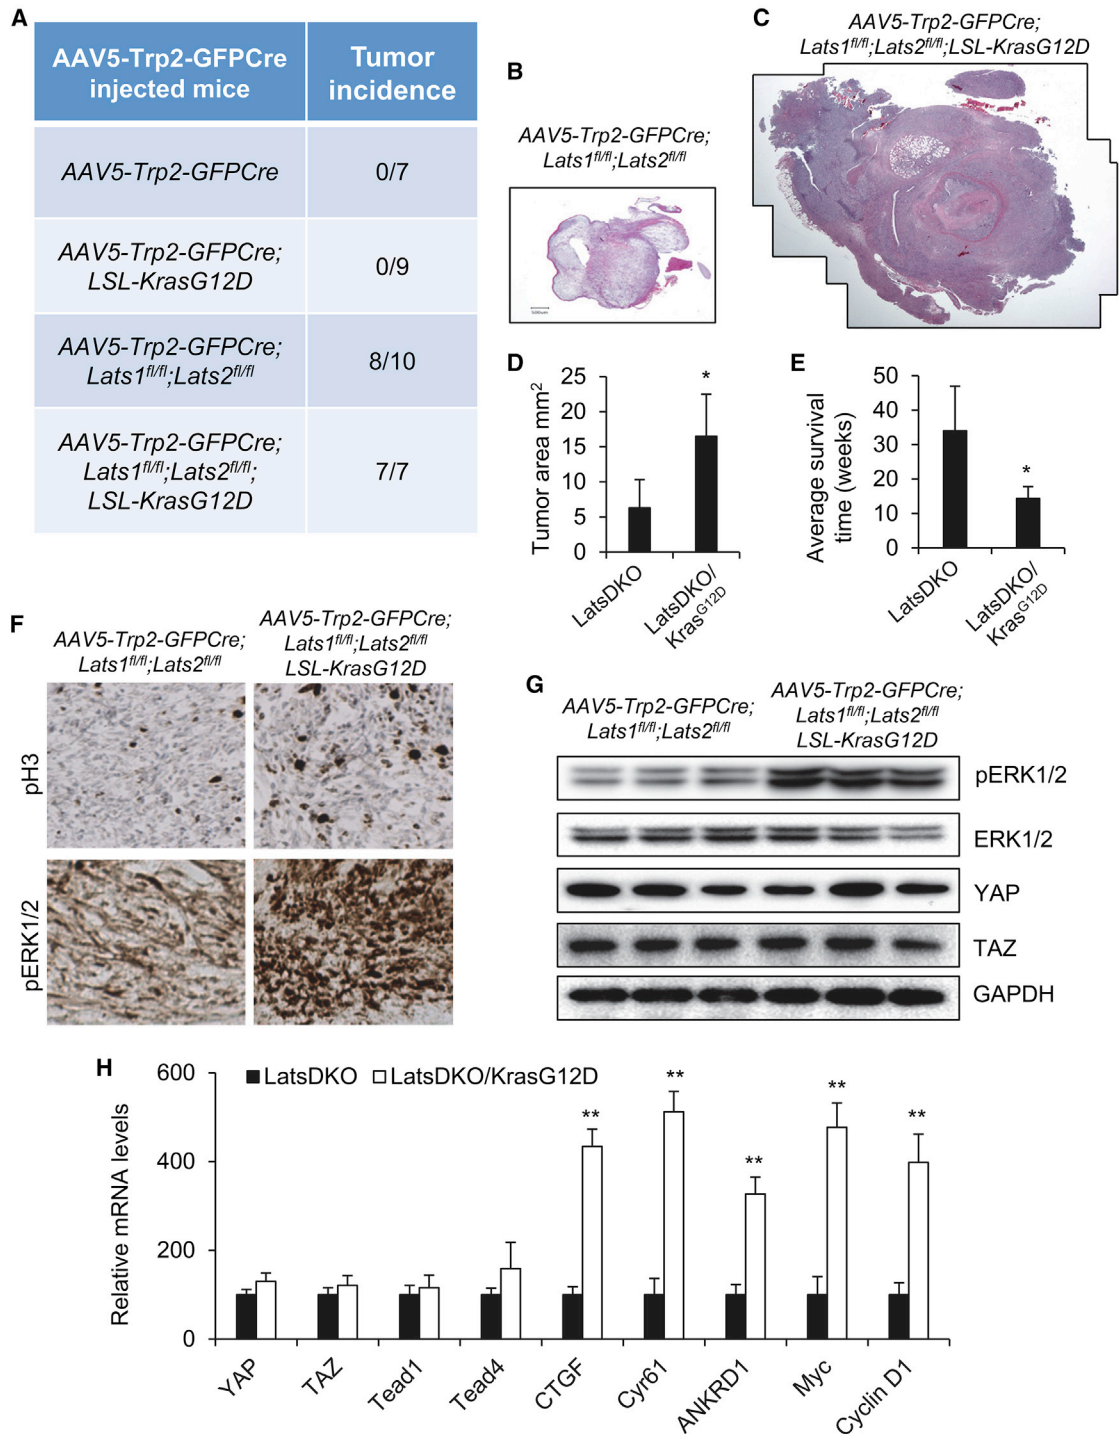 A
AAV5-Trp2-GFPCre
injected mice
Tumor
incidence
AAV5-Trp2-GFPCre
0/7
AAV5-Trp2-GFPCre;
LSL-KrasG12D
0/9
AAV5-Trp2-GFPCre;
Lats1fl/fl;Lats2fl/fl
8/10
AAV5-Trp2-GFPCre;
Lats1fl/fl;Lats2fl/fl;
LSL-KrasG12D
7/7
B
AAV5-Trp2-GFPCre;
Lats1fl/fl;Lats2fl/fl
500um
C
AAV5-Trp2-GFPCre;
Lats1fl/fl;Lats2fl/fl;LSL-KrasG12D
D
Tumor area mm2
25
20
15
10
5
0
*
LatsDKO
LatsDKO/
KrasG12D
E
Average survival
time (weeks)
50
40
30
20
10
0
*
LatsDKO
LatsDKO/
KrasG12D
F
AAV5-Trp2-GFPCre;
Lats1fl/fl;Lats2fl/fl
AAV5-Trp2-GFPCre;
Lats1fl/fl;Lats2fl/fl
LSL-KrasG12D
pH3
pERK1/2
G
AAV5-Trp2-GFPCre;
Lats1fl/fl;Lats2fl/fl
AAV5-Trp2-GFPCre;
Lats1fl/fl;Lats2fl/fl
LSL-KrasG12D
pERK1/2
ERK1/2
YAP
TAZ
GAPDH
H
LatsDKO LatsDKO/KrasG12D
Relative mRNA levels
600
400
200
0
**
**
**
**
**
YAP
TAZ
Tead1
Tead4
CTGF
Cyr61
ANKRD1
Myc
Cyclin D1